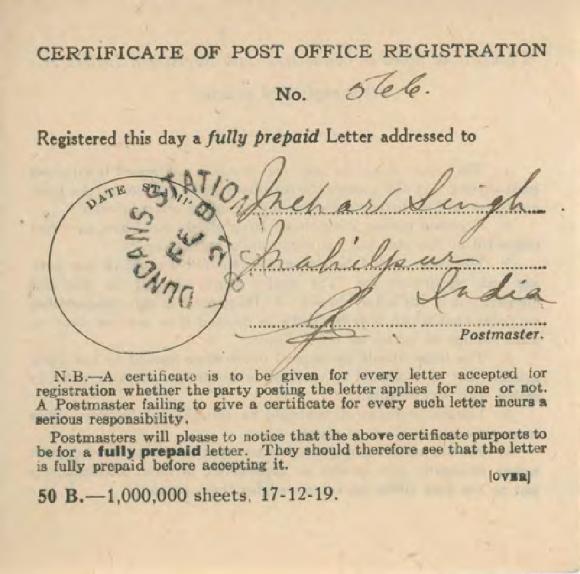 CERTIFICATE OF POST OFFICE REGISTRATION
No. 566.
Registered this day a fully prepaid Letter addressed to
DATE STAMP
DUNCANS STATION
FE 8
21
Mehar Singh
Mahilpur
India
Postmaster.
N.B.—A certificate is to be given for every letter accepted for
registration whether the party posting the letter applies for one or not.
A Postmaster failing to give a certificate for every such letter incurs a
serious responsibility.
Postmasters will please to notice that the above certificate purports to
be for a fully prepaid letter. They should therefore see that the letter
is fully prepaid before accepting it.
[OVER]
50 B.—1,000,000 sheets, 17-12-19.